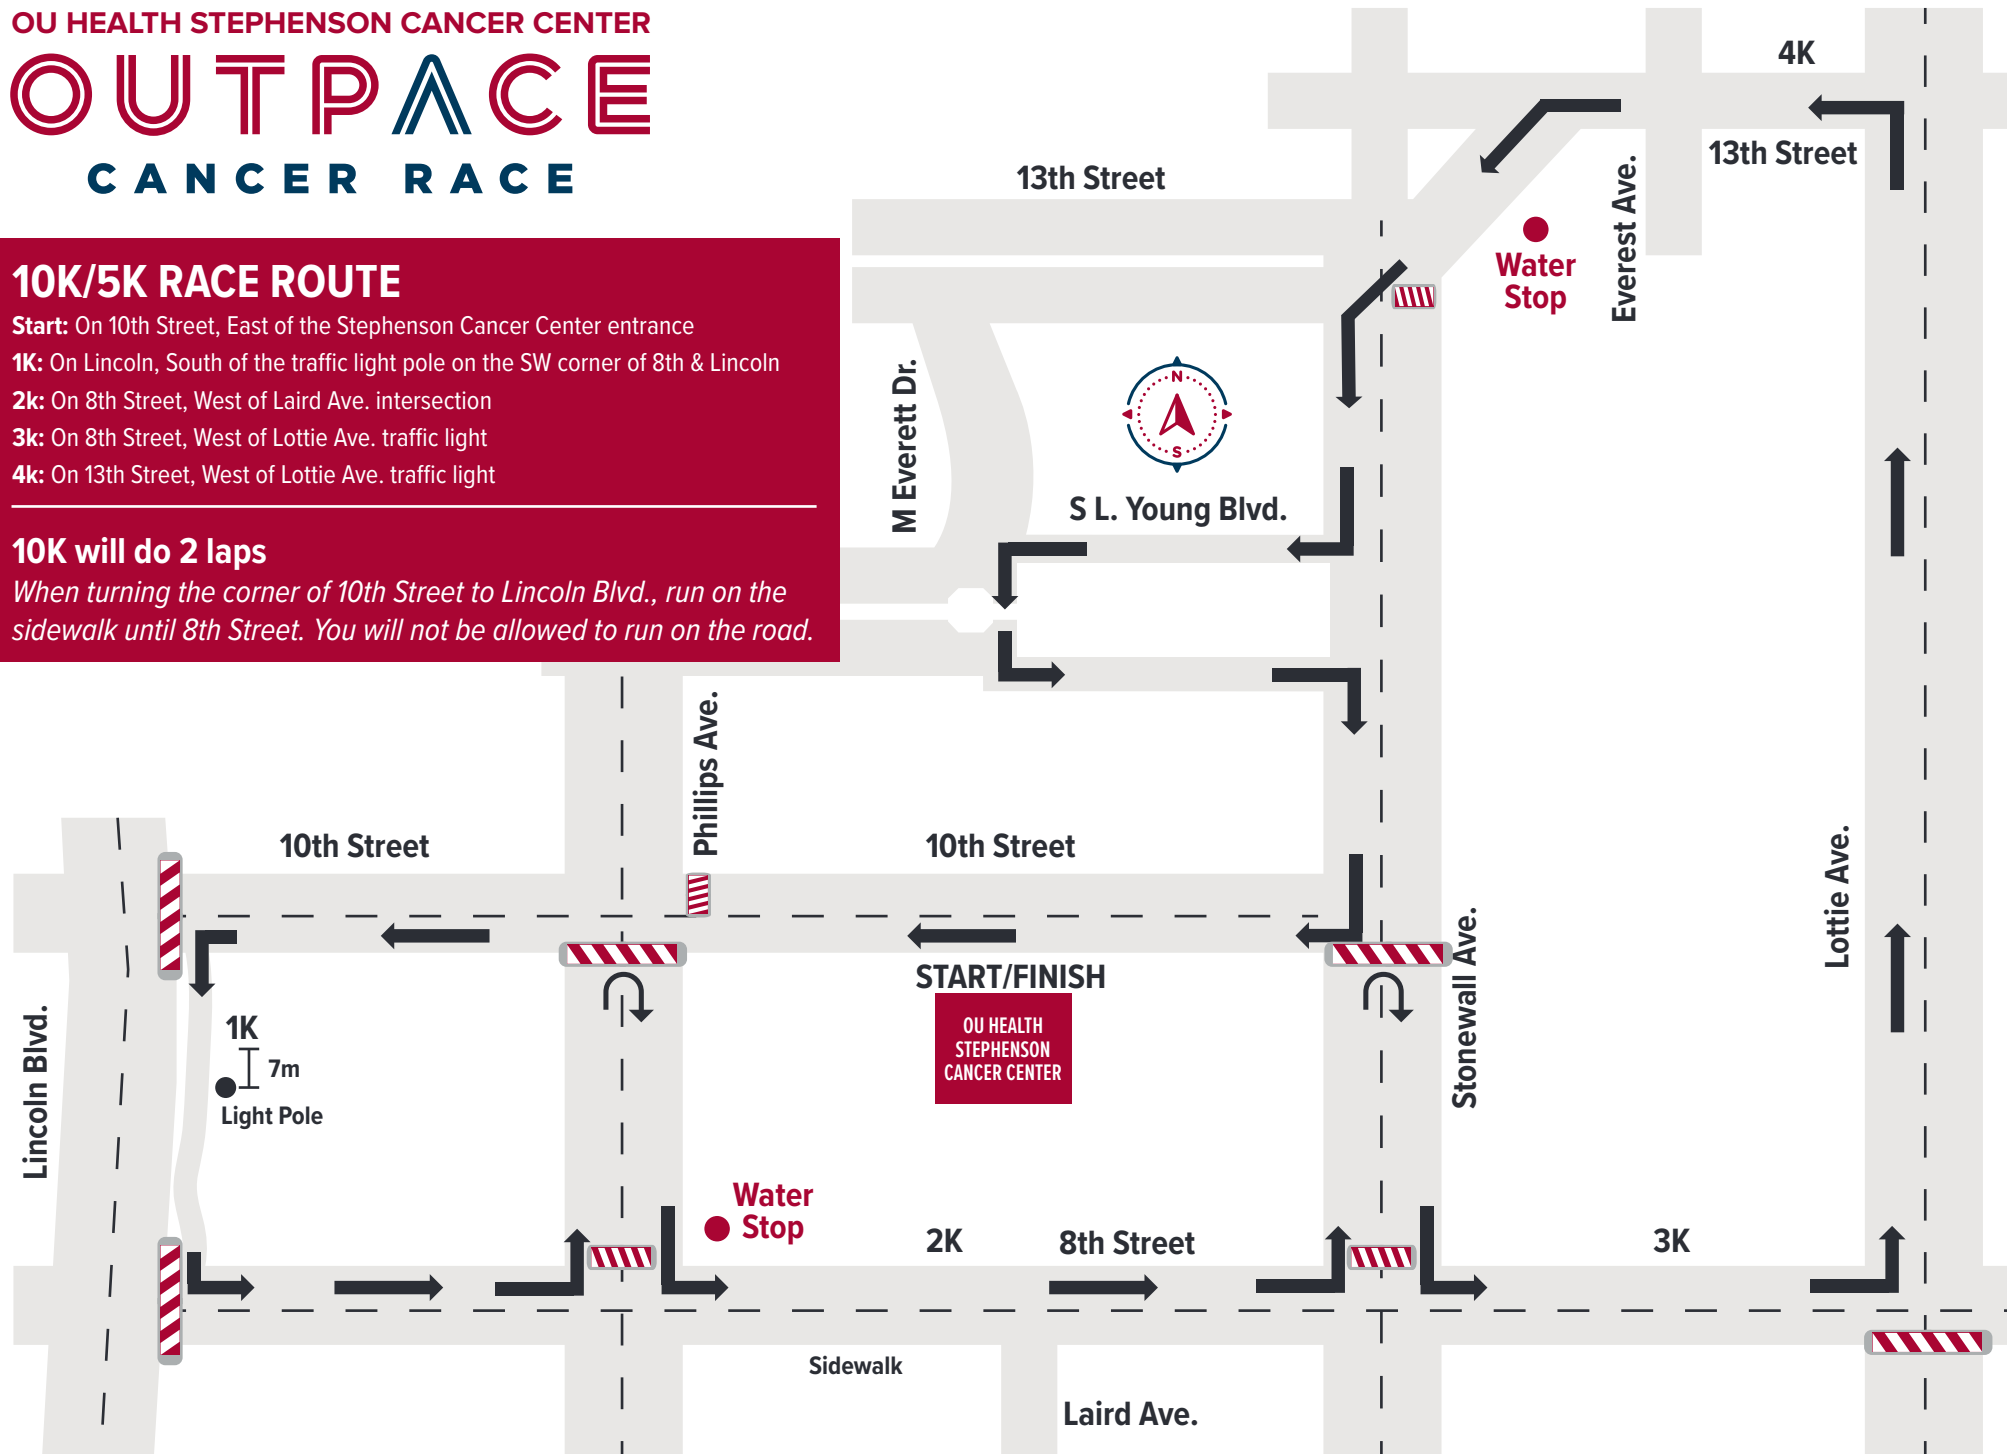 OU HEALTH STEPHENSON CANCER CENTER
OUTPACE
CANCER RACE
10K/5K RACE ROUTE
Start: On 10th Street, East of the Stephenson Cancer Center entrance
1K: On Lincoln, South of the traffic light pole on the SW corner of 8th & Lincoln
2k: On 8th Street, West of Laird Ave. intersection
3k: On 8th Street, West of Lottie Ave. traffic light
4k: On 13th Street, West of Lottie Ave. traffic light
10K will do 2 laps
When turning the corner of 10th Street to Lincoln Blvd., run on the
sidewalk until 8th Street. You will not be allowed to run on the road.
4K
13th Street
13th Street
Everest Ave.
Water
Stop
M Everett Dr.
N
S
S L. Young Blvd.
Phillips Ave.
10th Street
10th Street
Lottie Ave.
Stonewall Ave.
START/FINISH
OU HEALTH
STEPHENSON
CANCER CENTER
Lincoln Blvd.
1K
7m
Light Pole
Water
Stop
2K
8th Street
3K
Sidewalk
Laird Ave.